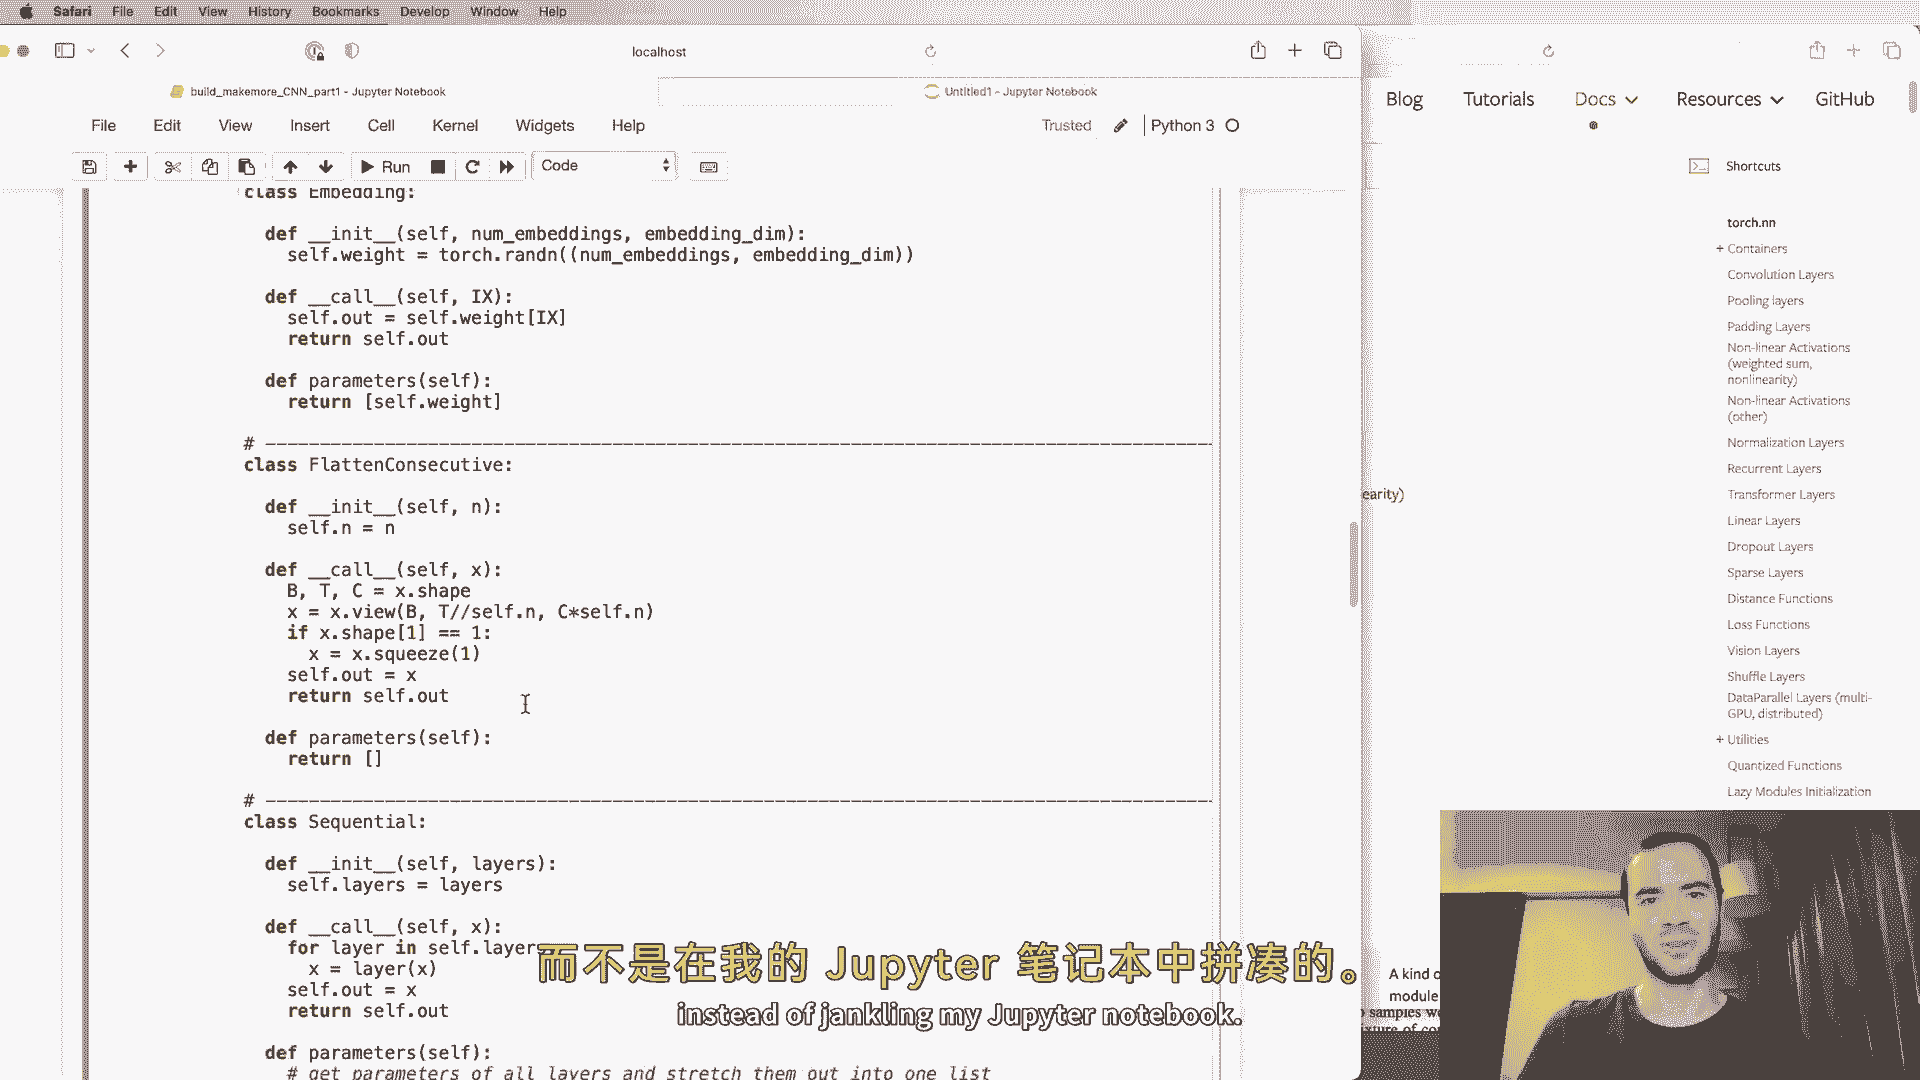 Safari File Edit View History Bookmarks Develop Window Help
localhost
build_makemore_CNN_part1 - Jupyter Notebook
Untitled1 - Jupyter Notebook
File Edit View Insert Cell Kernel Widgets Help
Trusted Python 3
Run Code
class Embedding:
def __init__(self, num_embeddings, embedding_dim):
self.weight = torch.randn((num_embeddings, embedding_dim))
def __call__(self, IX):
self.out = self.weight[IX]
return self.out
def parameters(self):
return [self.weight]
# ------------------------------------------------------------------------------------------
class FlattenConsecutive:
def __init__(self, n):
self.n = n
def __call__(self, x):
B, T, C = x.shape
x = x.view(B, T//self.n, C*self.n)
if x.shape[1] == 1:
x = x.squeeze(1)
self.out = x
return self.out
def parameters(self):
return []
# ------------------------------------------------------------------------------------------
class Sequential:
def __init__(self, layers):
self.layers = layers
def __call__(self, x):
for layer in self.layer
x = layer(x)
self.out = x
return self.out
def parameters(self):
# get parameters of all layers and stretch them out into one list
Blog Tutorials Docs Resources GitHub
Shortcuts
torch.nn
+ Containers
Convolution Layers
Pooling layers
Padding Layers
Non-linear Activations
(weighted sum,
nonlinearity)
Non-linear Activations
(other)
Normalization Layers
Recurrent Layers
Transformer Layers
Linear Layers
Dropout Layers
Sparse Layers
Distance Functions
Loss Functions
Vision Layers
Shuffle Layers
DataParallel Layers (multi-
GPU, distributed)
+ Utilities
Quantized Functions
Lazy Modules Initialization
earity)
A kind o
module
samples we
而不是在我的 Jupyter 笔记本中拼凑的。
instead of jankling my Jupyter notebook.